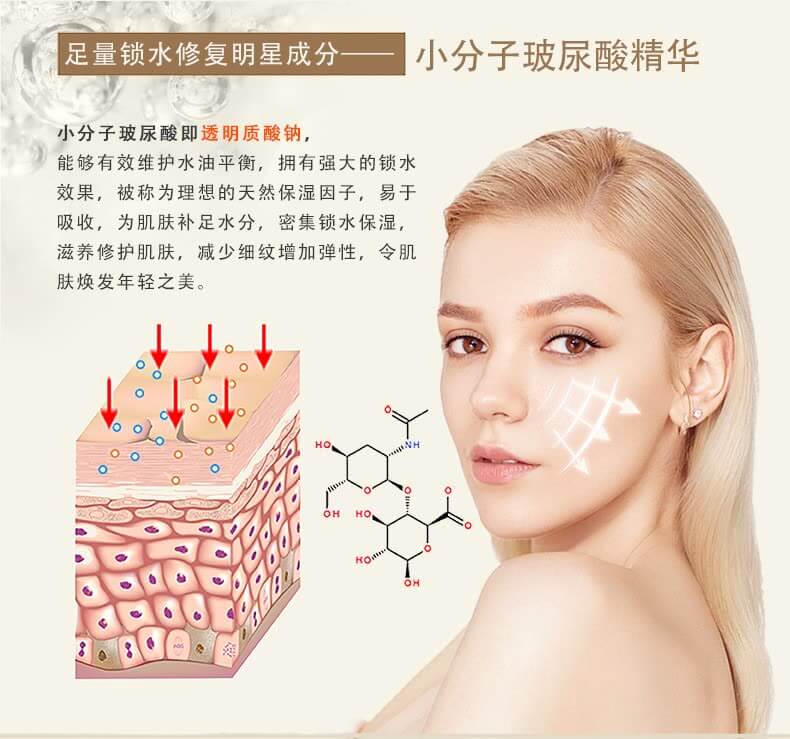 足量锁水修复明星成分——
小分子玻尿酸精华
小分子玻尿酸即透明质酸钠，
能够有效维护水油平衡，拥有强大的锁水
效果，被称为理想的天然保湿因子，易于
吸收，为肌肤补足水分，密集锁水保湿，
滋养修护肌肤，减少细纹增加弹性，令肌
肤焕发年轻之美。
O
HO
NH
O
O
OH
O
O
HO
O
HO
OH
OH